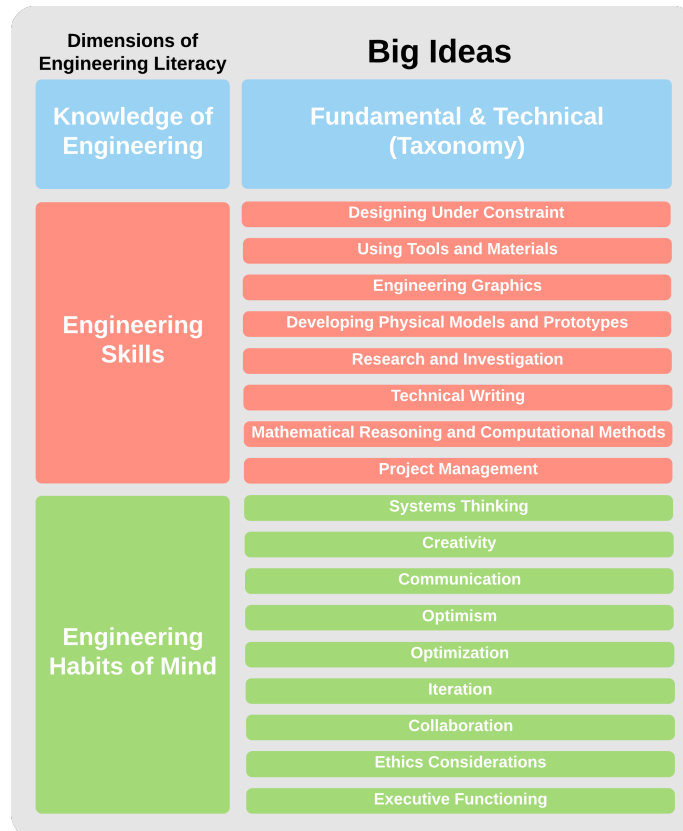 Dimensions of
Engineering Literacy
Big Ideas
Knowledge of
Engineering
Fundamental & Technical
(Taxonomy)
Engineering
Skills
Designing Under Constraint
Using Tools and Materials
Engineering Graphics
Developing Physical Models and Prototypes
Research and Investigation
Technical Writing
Mathematical Reasoning and Computational Methods
Project Management
Engineering
Habits of Mind
Systems Thinking
Creativity
Communication
Optimism
Optimization
Iteration
Collaboration
Ethics Considerations
Executive Functioning